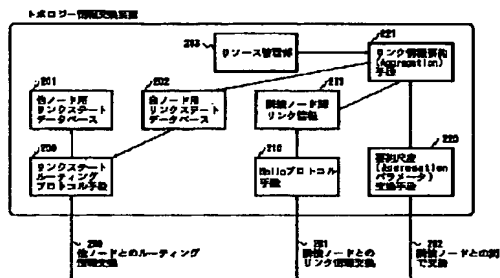 トポロジー情報交換装置
203
リソース管理部
221
リンク情報要約
(Aggregation)
手段
201
他ノード用
リンクステート
データベース
202
自ノード用
リンクステート
データベース
211
隣接ノード間
リンク情報
200
リンクステート
ルーティング
プロトコル手段
210
Helloプロトコル
手段
220
要約尺度
(Aggregation
パラメータ)
交換手段
他ノードとのルーティング
情報交換
281
隣接ノードとの
リンク情報交換
282
隣接ノードとの間
で交換